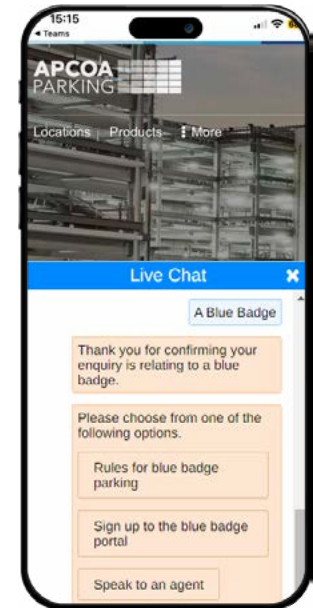 15:15
Teams
APCOA
PARKING
Locations
Products
More
Live Chat
A Blue Badge
Thank you for confirming your
enquiry is relating to a blue
badge.
Please choose from one of the
following options.
Rules for blue badge
parking
Sign up to the blue badge
portal
Speak to an agent